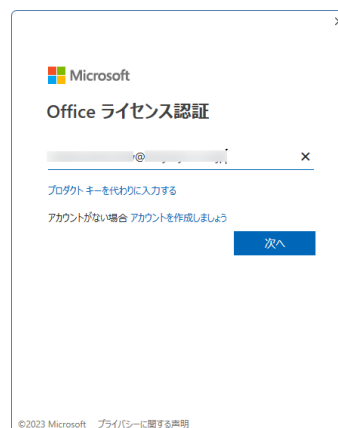 Microsoft
Office ライセンス認証
@
プロダクト キーを代わりに入力する
アカウントがない場合 アカウントを作成しましょう
次へ
©2023 Microsoft プライバシーに関する声明